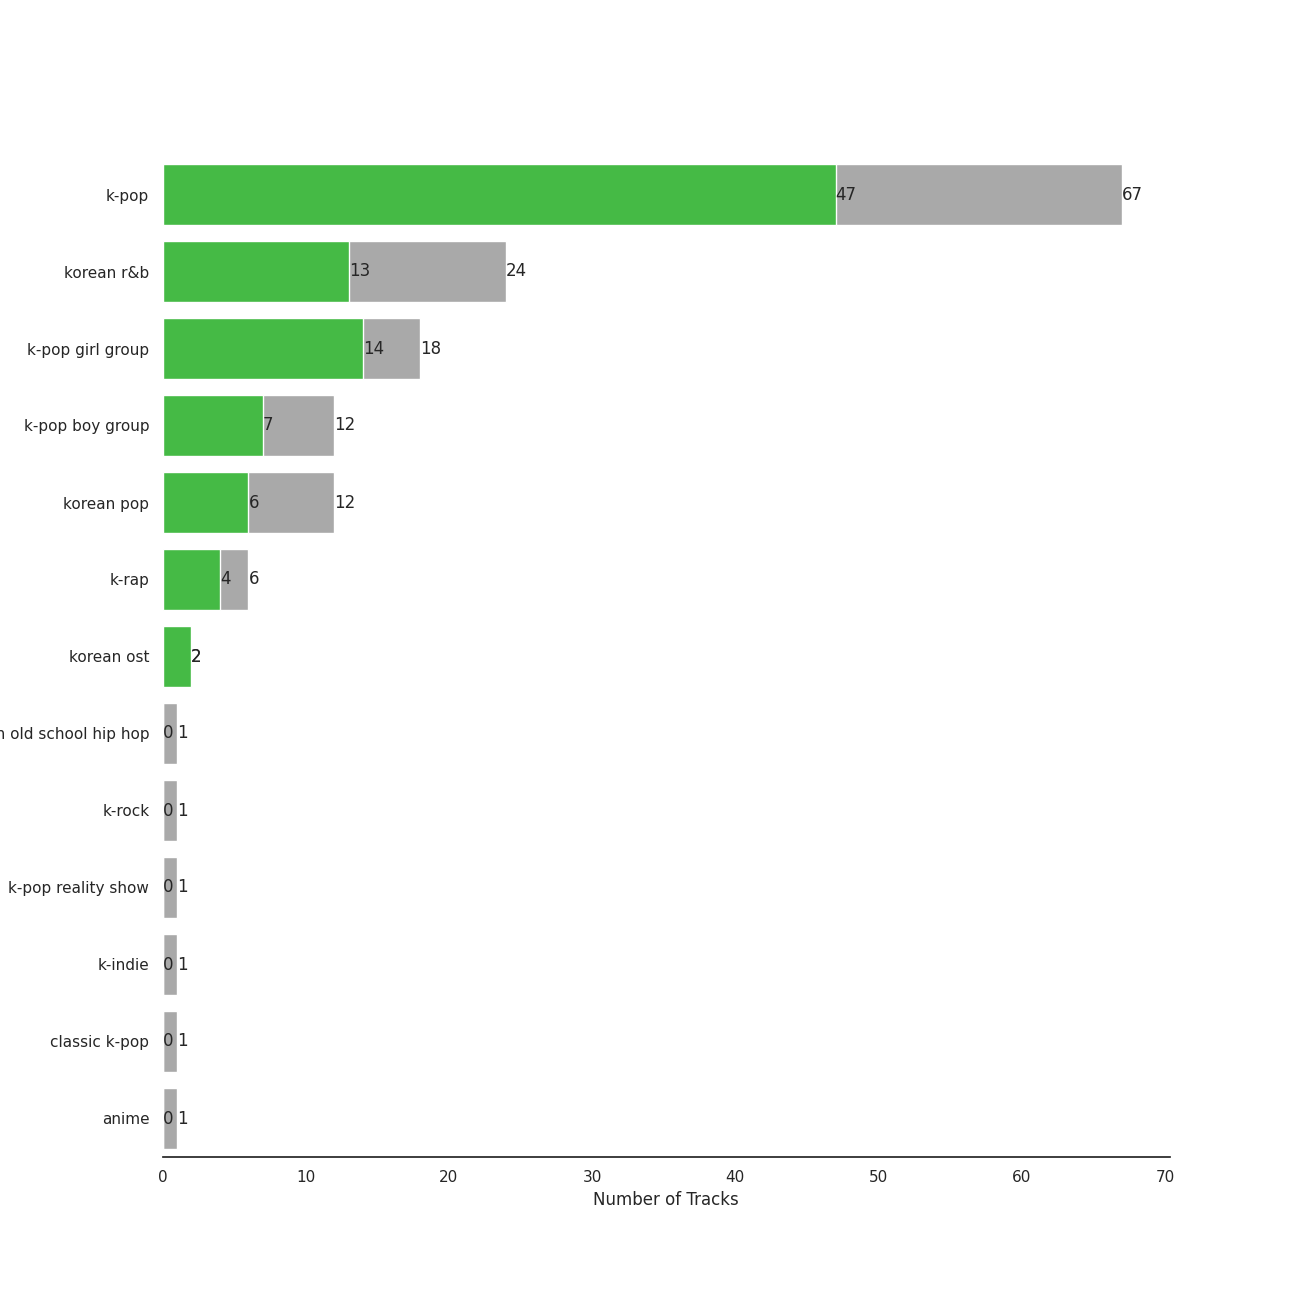 k-pop 47 67
korean r&b 13 24
k-pop girl group 14 18
k-pop boy group 7 12
korean pop 6 12
k-rap 4 6
korean ost 2
old school hip hop 0 1
k-rock 0 1
k-pop reality show 0 1
k-indie 0 1
classic k-pop 0 1
anime 0 1
0 10 20 30 40 50 60 70
Number of Tracks